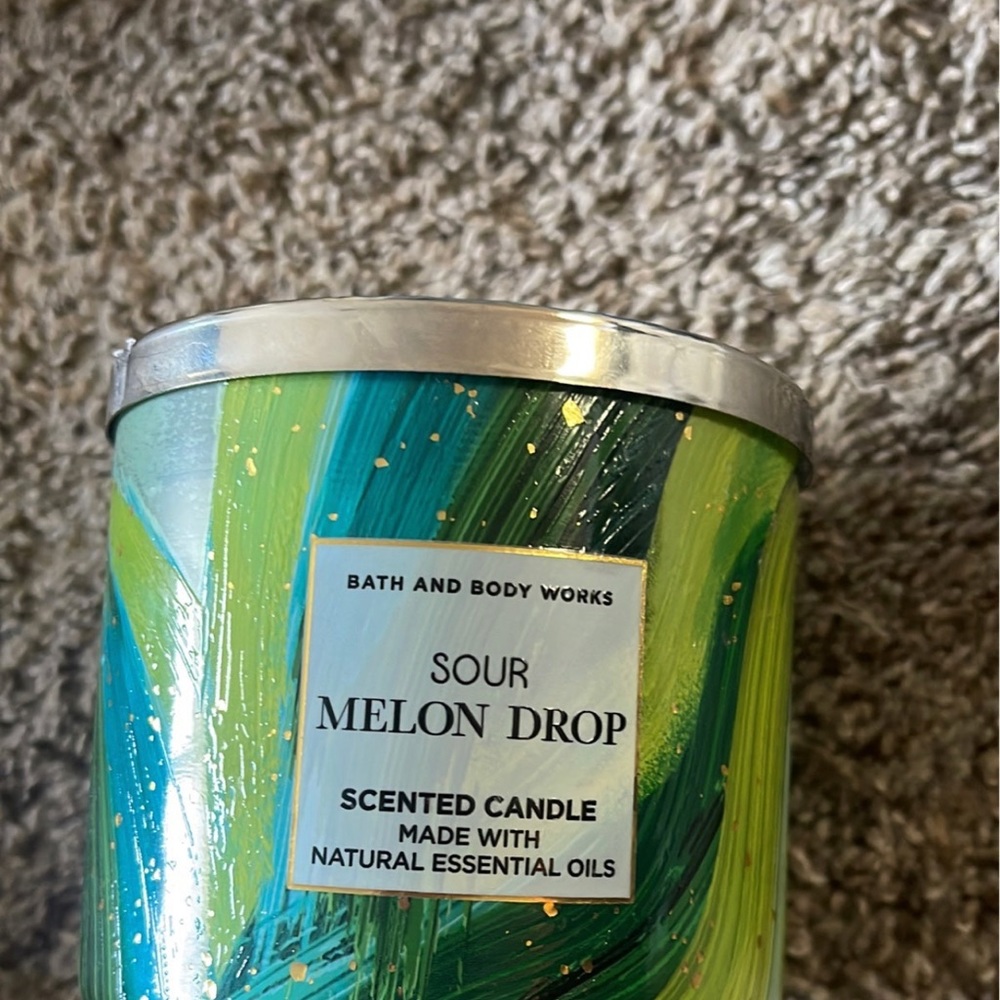 BATH AND BODY WORKS
SOUR
MELON DROP
SCENTED CANDLE
MADE WITH
NATURAL ESSENTIAL OILS